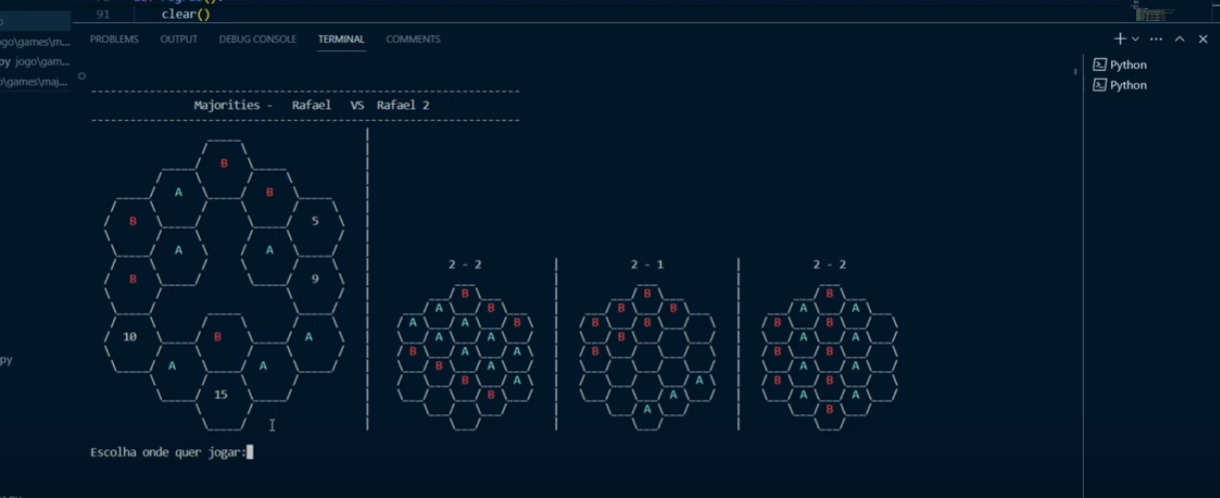 91 clear()
ogo\games\m...
PROBLEMS OUTPUT DEBUG CONSOLE TERMINAL COMMENTS
py jogo\gam...
Python
o\games\maj...
Python
Majorities - Rafael VS Rafael 2
B
A B
B 5
A A
B 9
10 B A
A A
15
2 - 2
B
A B
A A B
A A
B A A
B A
B A
B
2 - 1
B
B B
B B
B
B
A
A
A
2 - 2
B
A A
B B
A A
B B
A A
B B
A A
B
py
Escolha onde quer jogar: